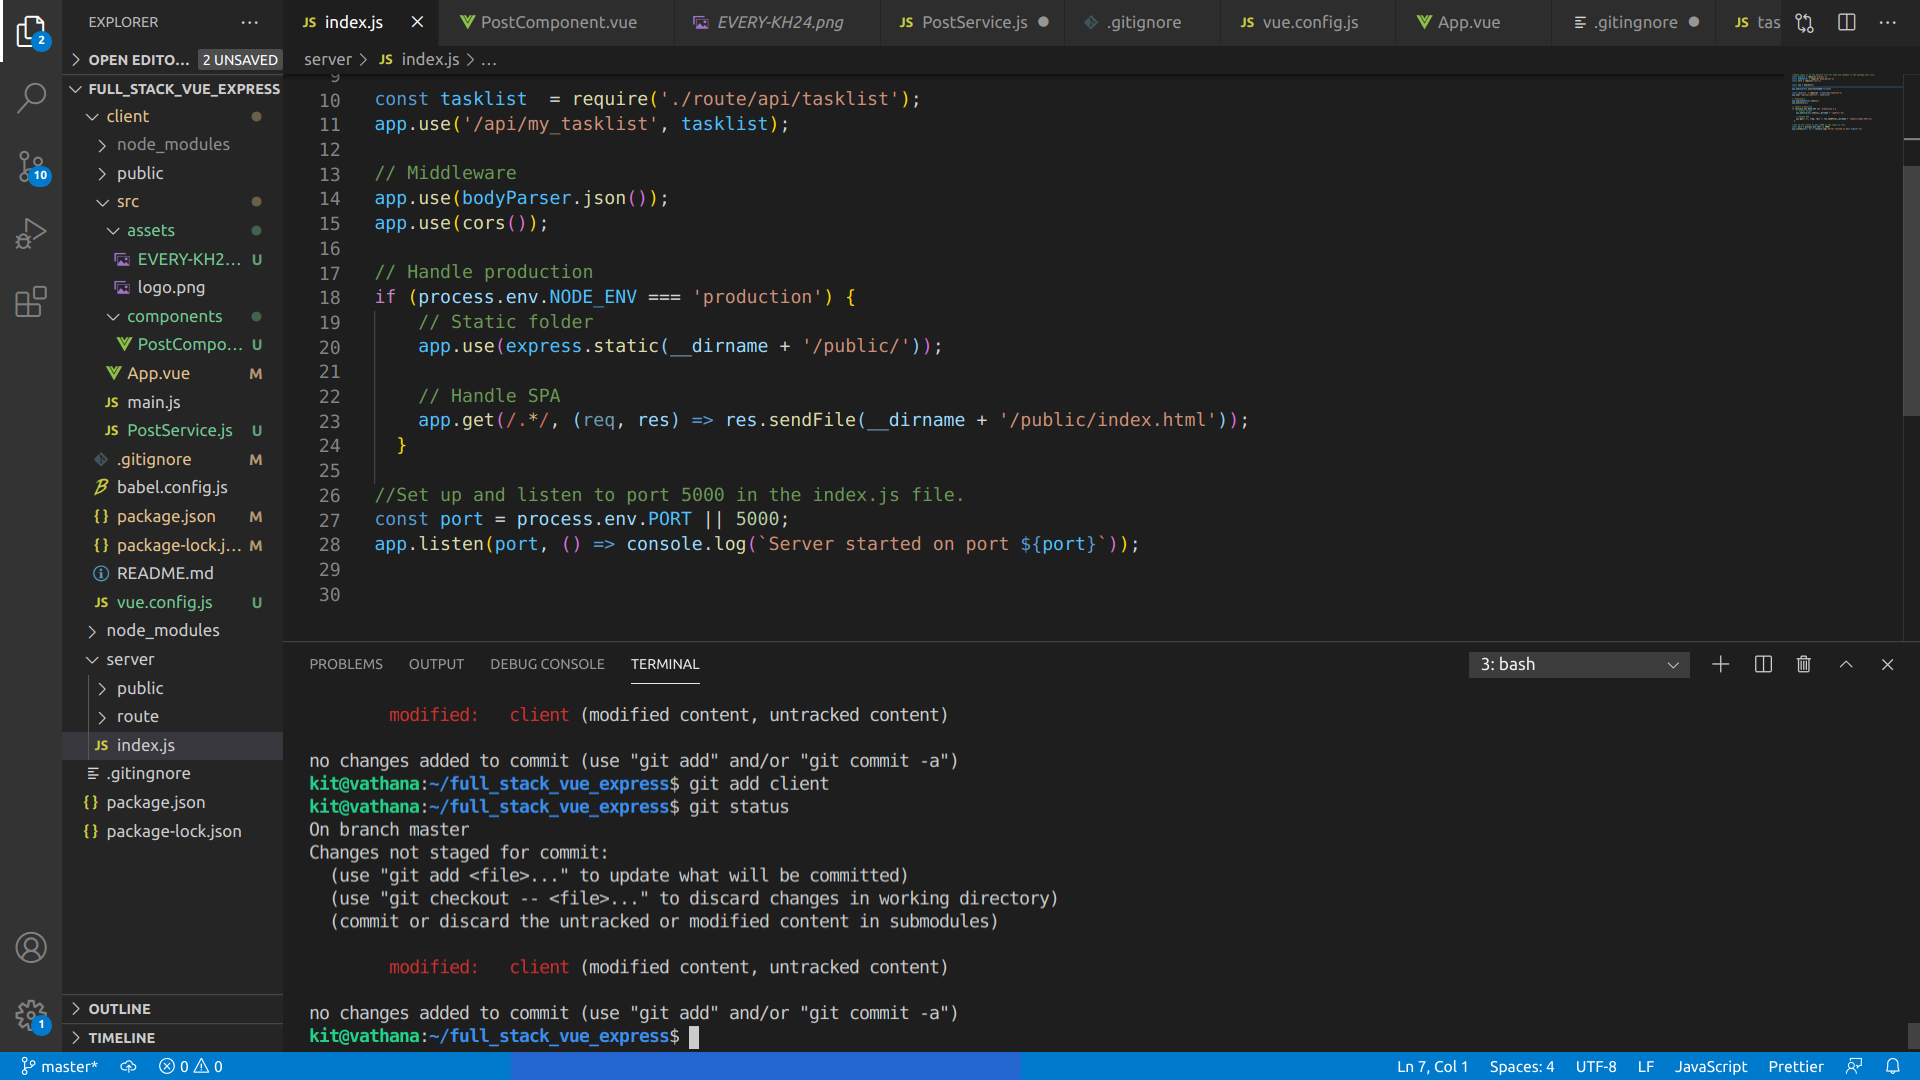 EXPLORER
OPEN EDITO... 2 UNSAVED
FULL_STACK_VUE_EXPRESS
client
node_modules
public
src
assets
EVERY-KH2... U
logo.png
components
PostCompo... U
App.vue M
JS main.js
JS PostService.js U
.gitignore M
babel.config.js
{} package.json M
{} package-lock.j... M
README.md
JS vue.config.js U
node_modules
server
public
route
JS index.js
.gitingnore
{} package.json
{} package-lock.json
OUTLINE
TIMELINE
2
10
1
JS index.js
PostComponent.vue
EVERY-KH24.png
JS PostService.js
.gitignore
JS vue.config.js
App.vue
.gitingnore
JS tas
server > JS index.js > ...
9
10 const tasklist  = require('./route/api/tasklist');
11 app.use('/api/my_tasklist', tasklist);
12
13 // Middleware
14 app.use(bodyParser.json());
15 app.use(cors());
16
17 // Handle production
18 if (process.env.NODE_ENV === 'production') {
19     // Static folder
20     app.use(express.static(__dirname + '/public/'));
21
22     // Handle SPA
23     app.get(/.*/, (req, res) => res.sendFile(__dirname + '/public/index.html'));
24   }
25
26 //Set up and listen to port 5000 in the index.js file.
27 const port = process.env.PORT || 5000;
28 app.listen(port, () => console.log(`Server started on port ${port}`));
29
30
PROBLEMS OUTPUT DEBUG CONSOLE TERMINAL
3: bash
modified:   client (modified content, untracked content)
no changes added to commit (use "git add" and/or "git commit -a")
kit@vathana:~/full_stack_vue_express$ git add client
kit@vathana:~/full_stack_vue_express$ git status
On branch master
Changes not staged for commit:
  (use "git add <file>..." to update what will be committed)
  (use "git checkout -- <file>..." to discard changes in working directory)
  (commit or discard the untracked or modified content in submodules)
modified:   client (modified content, untracked content)
no changes added to commit (use "git add" and/or "git commit -a")
kit@vathana:~/full_stack_vue_express$
master* 0 0
Ln 7, Col 1 Spaces: 4 UTF-8 LF JavaScript Prettier